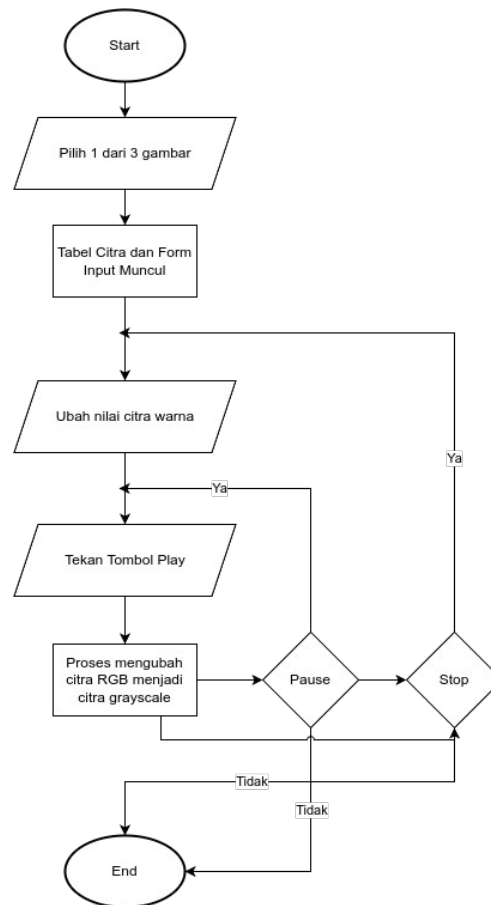 Start
Pilih 1 dari 3 gambar
Tabel Citra dan Form
Input Muncul
Ubah nilai citra warna
Ya
Ya
Tekan Tombol Play
Proses mengubah
citra RGB menjadi
citra grayscale
Pause
Stop
Tidak
Tidak
End